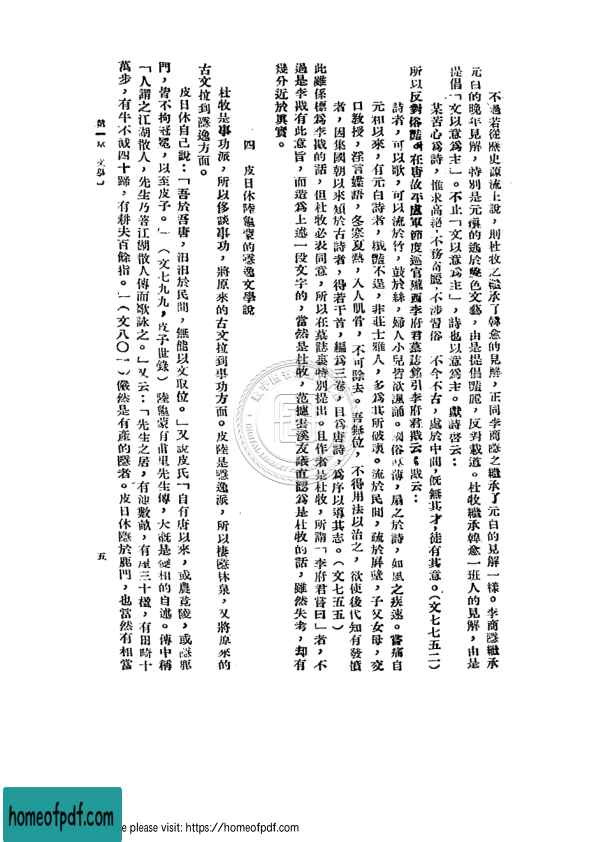 不過若從歷史源流上說，則杜牧之繼承了韓愈的見解，正同李商隱之繼承了元白的見解一樣。李商隱繼承
元白的晚年見解，特別是元稹的透於艷色文藝，由是提倡豔麗，反對載道。杜牧繼承韓愈一班人的見解，由是
提倡「文以意爲主」。不止「文以意爲主」，詩也以意爲主。獻詩啓云：
某苦心爲詩，惟求高絕，不務奇麗，不涉習俗，不今不古，處於中間，旣無其才，徒有其意。（文七五二）
所以反對俗豔。在唐故平盧軍節度巡官隴西李府君墓誌銘引李府君戡云：戡云：
詩者，可以歌，可以流於竹，鼓於絲，婦人小兒皆欲諷誦。國俗厚薄，扇之於詩，如風之疾速。嘗痛自
元和以來，有元白詩者，纖豔不逞，非莊士雅人，多爲其所破壞。流於民間，疏於屏壁，子父女母，交
口敎授，淫言媟語，冬寒夏熱，入人肌骨，不可除去。吾無位，不得用法以治之，欲使後代知有發憤
者，因集國朝以來類於古詩者，得若干首，編爲三卷，目爲唐詩，爲序以導其志。（文七五五）
此雖係標爲李戡的話，但杜牧必表同意，所以在墓誌裏特別提出。且作者是杜牧，所謂「李府君嘗曰」者，不
過是李戡有此意旨，而造爲上述一段文字的，當然是杜牧，范攄雲溪友議直認爲是杜牧的話，雖然失考，却有
幾分近於眞實。
四　皮日休陸龜蒙的隱逸文學說
杜牧是事功派，所以侈談事功，將原來的古文拉到事功方面。皮陸是隱逸派，所以棲隱林泉，又將原來的
古文拉到隱逸方面。
皮日休自己說：「吾於吾唐，汨汨於民間，無能以文取位。」又說皮氏「自有唐以來，或農竟陵，或隱鹿
門，皆不拘冠冕，以至皮子。」（文七九九，皮子世錄）陸龜蒙有甫里先生傳，大概是變相的自述。傳中稱
「人謂之江湖散人，先生乃著江湖散人傳而歌詠之。」又云：「先生之居，有池數畝，有屋三十楹，有田畸十
萬步，有牛不減四十蹄，有耕夫百餘指。」（文八〇一）儼然是有產的隱者。皮日休隱於鹿門，也當然有相當
第一章　文學
五
homeofpdf.com
e please visit: https://homeofpdf.com